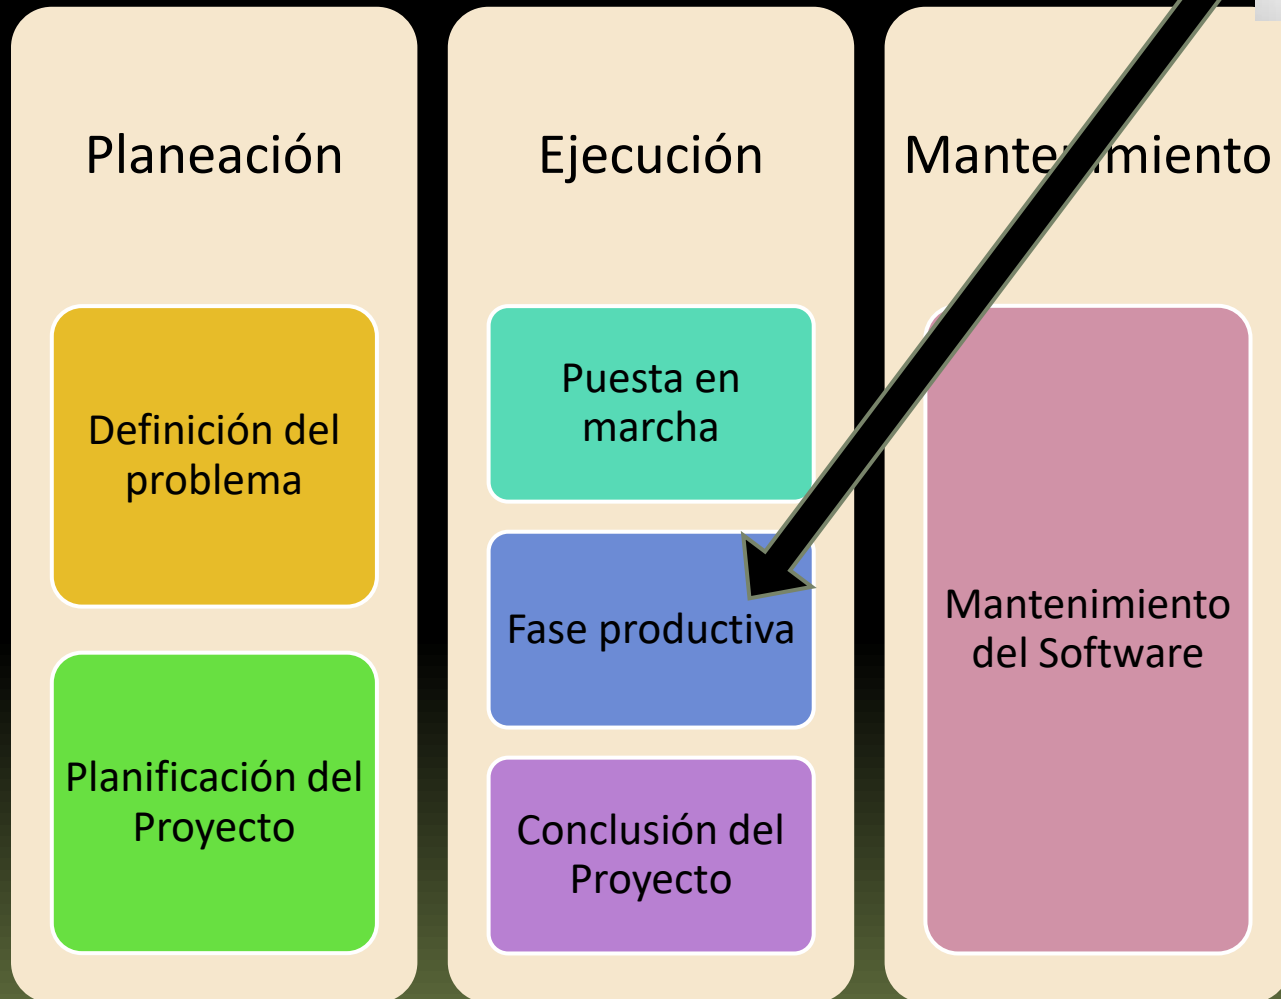 Planeación
Definición del
problema
Planificación del
Proyecto
Ejecución
Puesta en
marcha
Fase productiva
Conclusión del
Proyecto
Mantenimiento
Mantenimiento
del Software